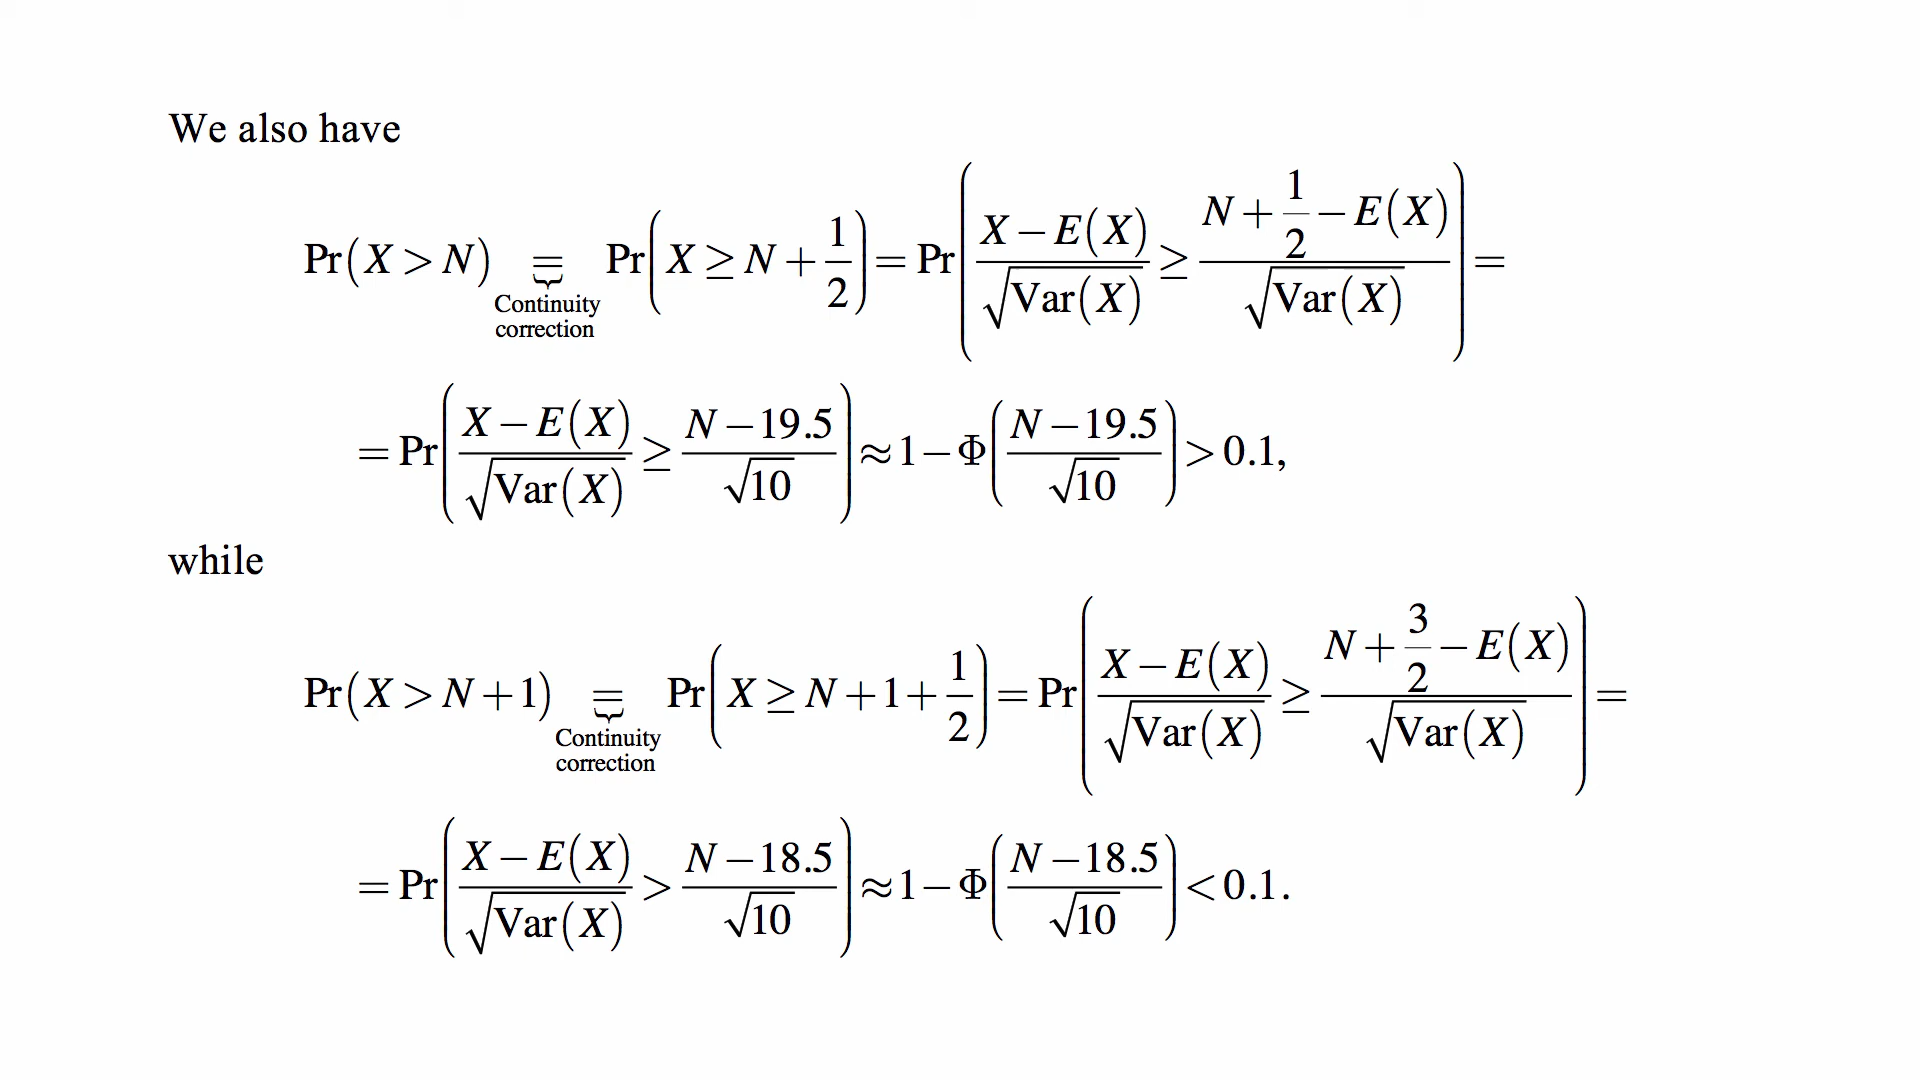 We also have
Pr(X > N) = Pr(X ≥ N + 1/2) = Pr((X − E(X))/√Var(X) ≥ (N + 1/2 − E(X))/√Var(X)) =
Continuity
correction
= Pr((X − E(X))/√Var(X) ≥ (N − 19.5)/√10) ≈ 1 − Φ((N − 19.5)/√10) > 0.1,
while
Pr(X > N + 1) = Pr(X ≥ N + 1 + 1/2) = Pr((X − E(X))/√Var(X) ≥ (N + 3/2 − E(X))/√Var(X)) =
Continuity
correction
= Pr((X − E(X))/√Var(X) > (N − 18.5)/√10) ≈ 1 − Φ((N − 18.5)/√10) < 0.1.